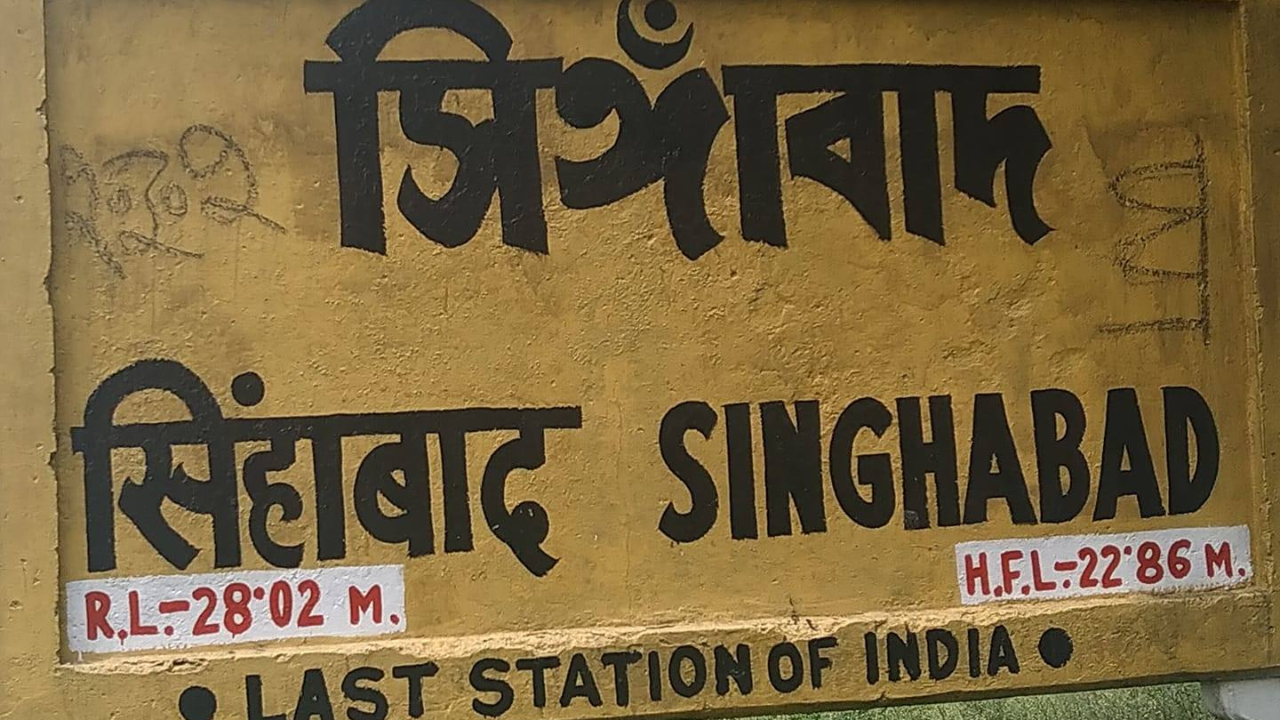 সিঙ্গাঁবাদ
सिंहाबाद SINGHABAD
R.L.-28·02 M. H.F.L-22·86 M.
• LAST STATION OF INDIA •